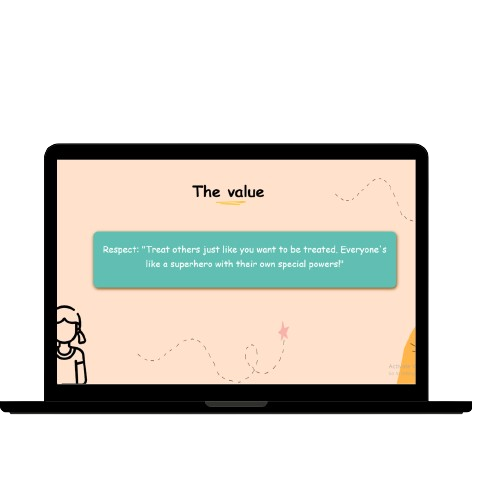 The value
Respect: "Treat others just like you want to be treated. Everyone's
like a superhero with their own special powers!"